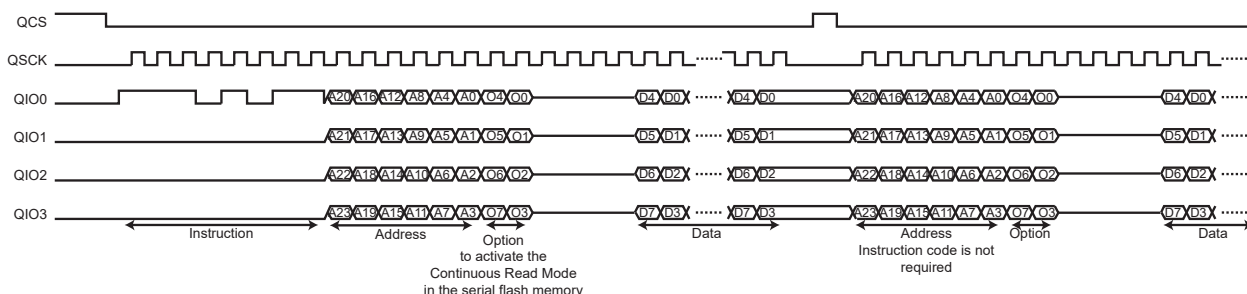 QCS
QSCK
QIO0 A20 A16 A12 A8 A4 A0 O4 O0 D4 D0 D4 D0 A20 A16 A12 A8 A4 A0 O4 O0 D4 D0
QIO1 A21 A17 A13 A9 A5 A1 O5 O1 D5 D1 D5 D1 A21 A17 A13 A9 A5 A1 O5 O1 D5 D1
QIO2 A22 A18 A14 A10 A6 A2 O6 O2 D6 D2 D6 D2 A22 A18 A14 A10 A6 A2 O6 O2 D6 D2
QIO3 A23 A19 A15 A11 A7 A3 O7 O3 D7 D3 D7 D3 A23 A19 A15 A11 A7 A3 O7 O3 D7 D3
Instruction Address Option Data Address Option Data
to activate the Instruction code is not
Continuous Read Mode required
in the serial flash memory